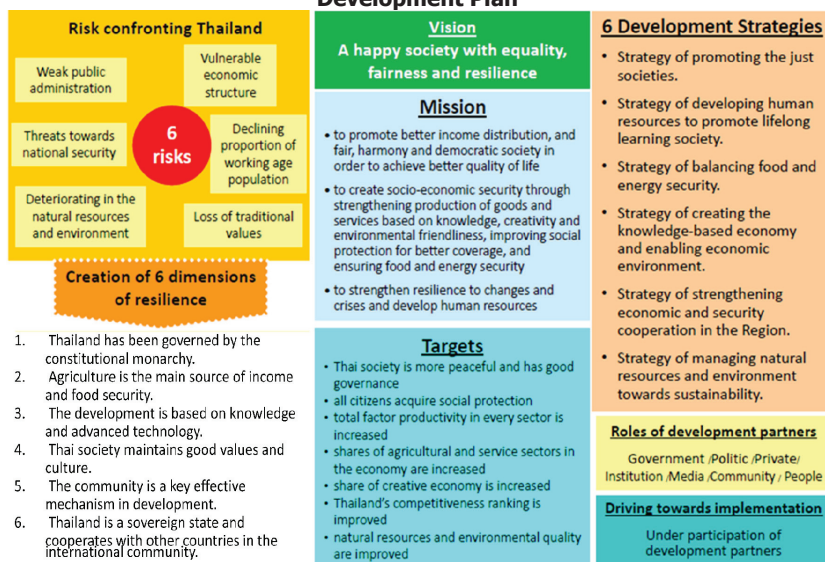 Development Plan
Risk confronting Thailand
Weak public
administration
Vulnerable
economic
structure
Threats towards
national security
6
risks
Declining
proportion of
working age
population
Deteriorating in the
natural resources
and environment
Loss of traditional
values
Creation of 6 dimensions
of resilience
1. Thailand has been governed by the
constitutional monarchy.
2. Agriculture is the main source of income
and food security.
3. The development is based on knowledge
and advanced technology.
4. Thai society maintains good values and
culture.
5. The community is a key effective
mechanism in development.
6. Thailand is a sovereign state and
cooperates with other countries in the
international community.
Vision
A happy society with equality,
fairness and resilience
Mission
• to promote better income distribution, and
fair, harmony and democratic society in
order to achieve better quality of life
• to create socio-economic security through
strengthening production of goods and
services based on knowledge, creativity and
environmental friendliness, improving social
protection for better coverage, and
ensuring food and energy security
• to strengthen resilience to changes and
crises and develop human resources
Targets
• Thai society is more peaceful and has good
governance
• all citizens acquire social protection
• total factor productivity in every sector is
increased
• shares of agricultural and service sectors in
the economy are increased
• share of creative economy is increased
• Thailand's competitiveness ranking is
improved
• natural resources and environmental quality
are improved
6 Development Strategies
• Strategy of promoting the just
societies.
• Strategy of developing human
resources to promote lifelong
learning society.
• Strategy of balancing food and
energy security.
• Strategy of creating the
knowledge-based economy
and enabling economic
environment.
• Strategy of strengthening
economic and security
cooperation in the Region.
• Strategy of managing natural
resources and environment
towards sustainability.
Roles of development partners
Government /Politic /Private/
Institution /Media /Community / People
Driving towards implementation
Under participation of
development partners